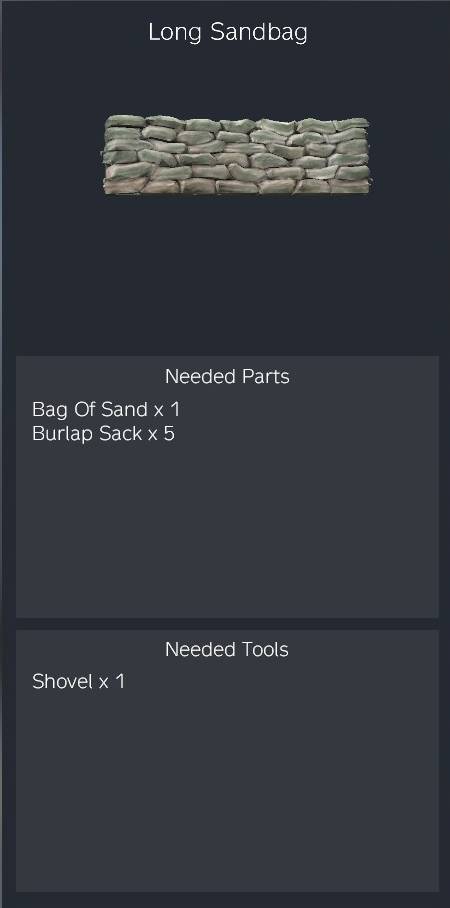 Long Sandbag
Needed Parts
Bag Of Sand x 1
Burlap Sack x 5
Needed Tools
Shovel x 1